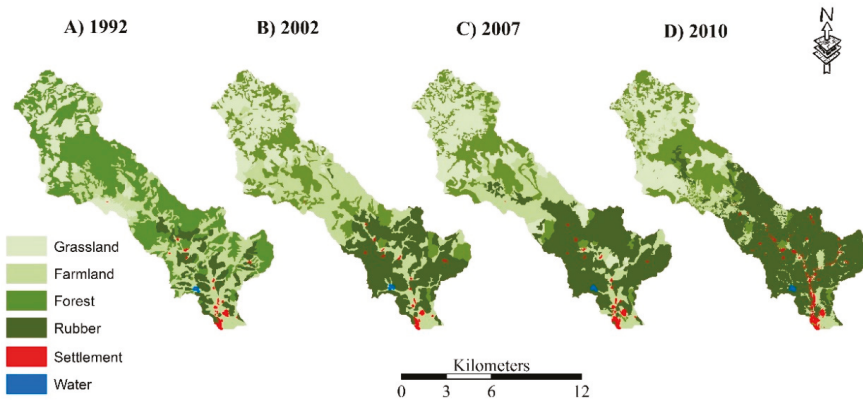 A) 1992
B) 2002
C) 2007
D) 2010
N
Grassland
Farmland
Forest
Rubber
Settlement
Water
Kilometers
0 3 6 12